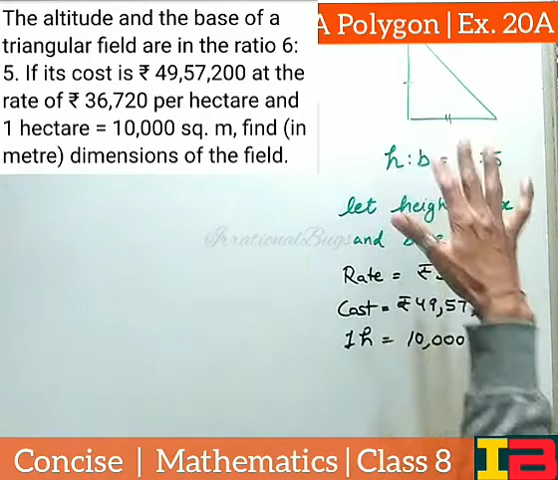 The altitude and the base of a
triangular field are in the ratio 6:
5. If its cost is ₹ 49,57,200 at the
rate of ₹ 36,720 per hectare and
1 hectare = 10,000 sq. m, find (in
metre) dimensions of the field.
A Polygon | Ex. 20A
h : b = : 5
let x
IrrationalBugs
and
Rate = ₹
Cost = ₹ 49,57,
1 h = 10,000
Concise | Mathematics | Class 8
IB